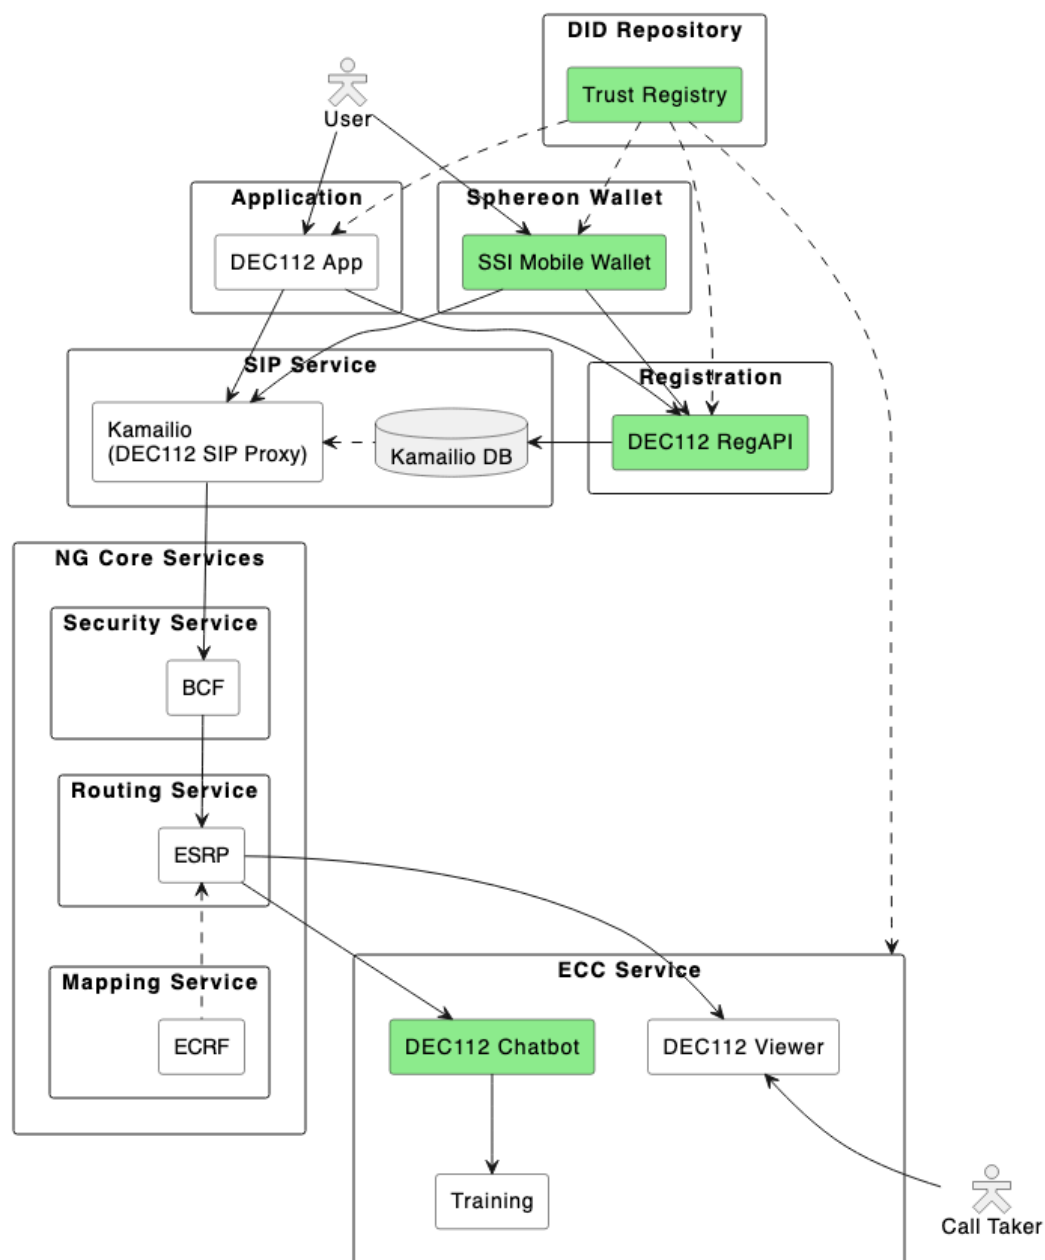 DID Repository
Trust Registry
User
Application
Sphereon Wallet
DEC112 App
SSI Mobile Wallet
SIP Service
Registration
Kamailio
(DEC112 SIP Proxy)
Kamailio DB
DEC112 RegAPI
NG Core Services
Security Service
BCF
Routing Service
ESRP
Mapping Service
ECRF
ECC Service
DEC112 Chatbot
DEC112 Viewer
Training
Call Taker